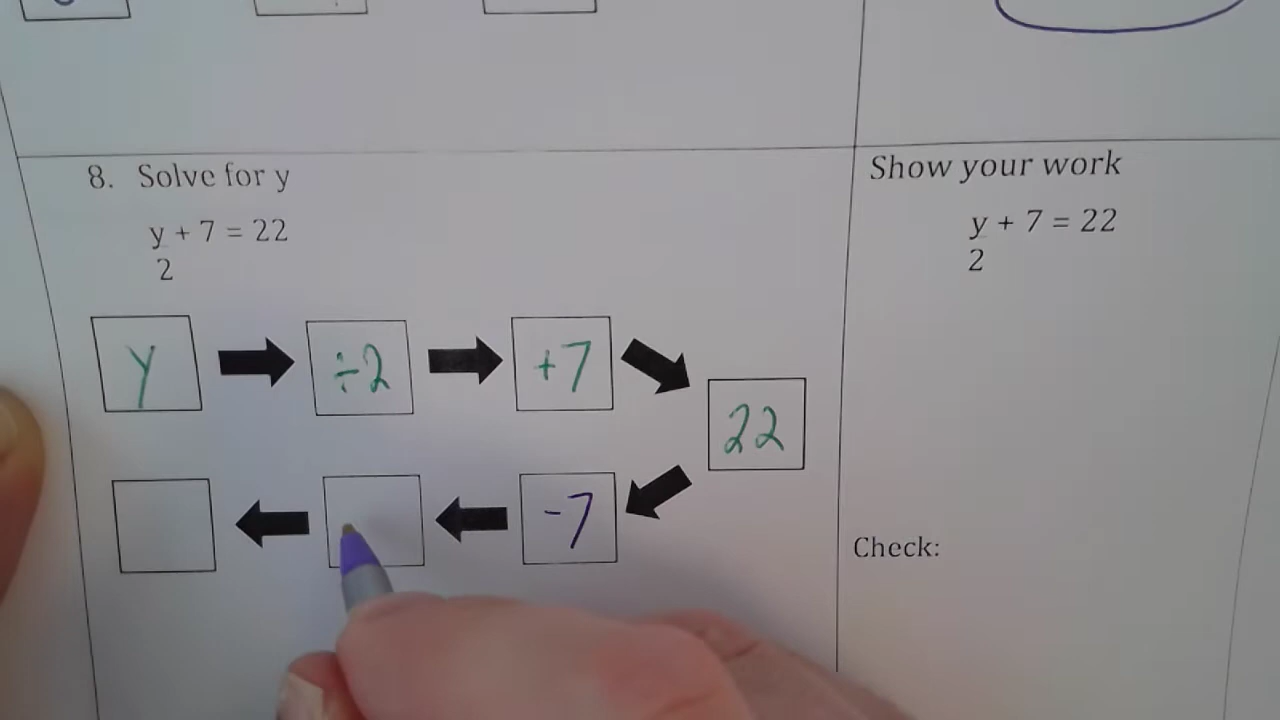 8. Solve for y
y + 7 = 22
2
y
÷2
+7
22
-7
Show your work
y + 7 = 22
2
Check: